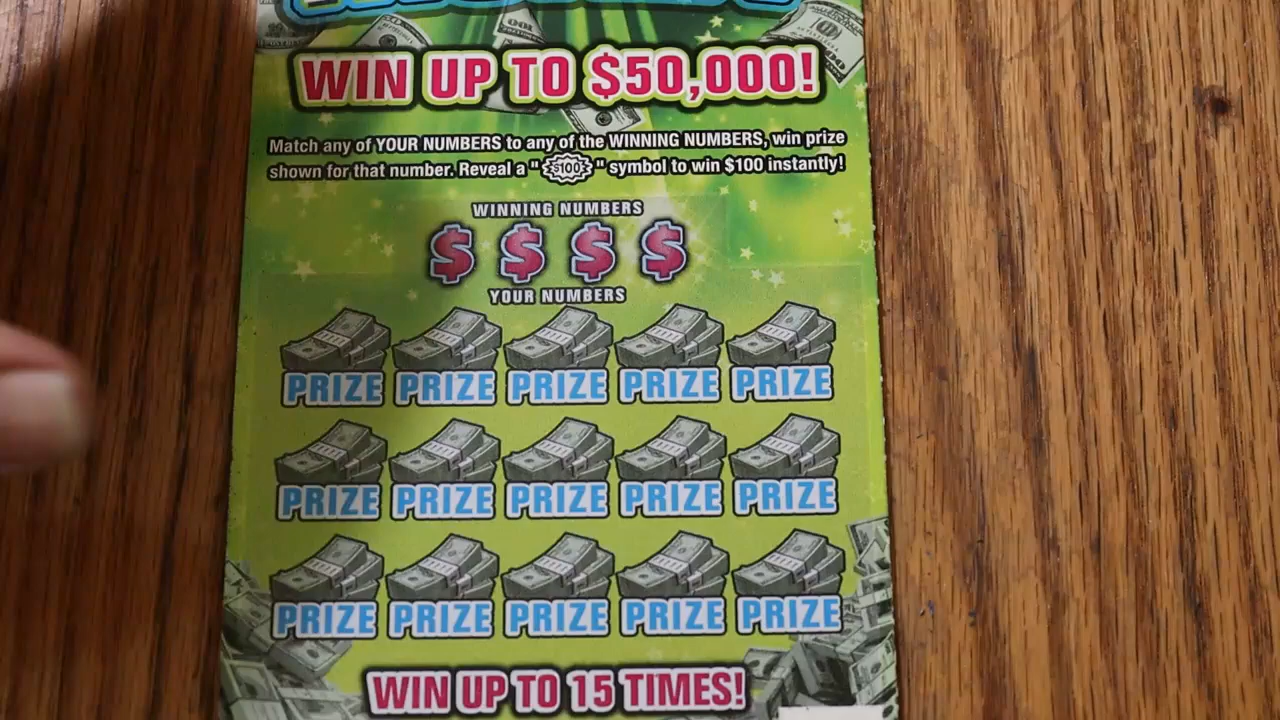 WIN UP TO $50,000!
Match any of YOUR NUMBERS to any of the WINNING NUMBERS, win prize
shown for that number. Reveal a "$100" symbol to win $100 instantly!
WINNING NUMBERS
$ $ $ $
YOUR NUMBERS
PRIZE PRIZE PRIZE PRIZE PRIZE
PRIZE PRIZE PRIZE PRIZE PRIZE
PRIZE PRIZE PRIZE PRIZE PRIZE
WIN UP TO 15 TIMES!